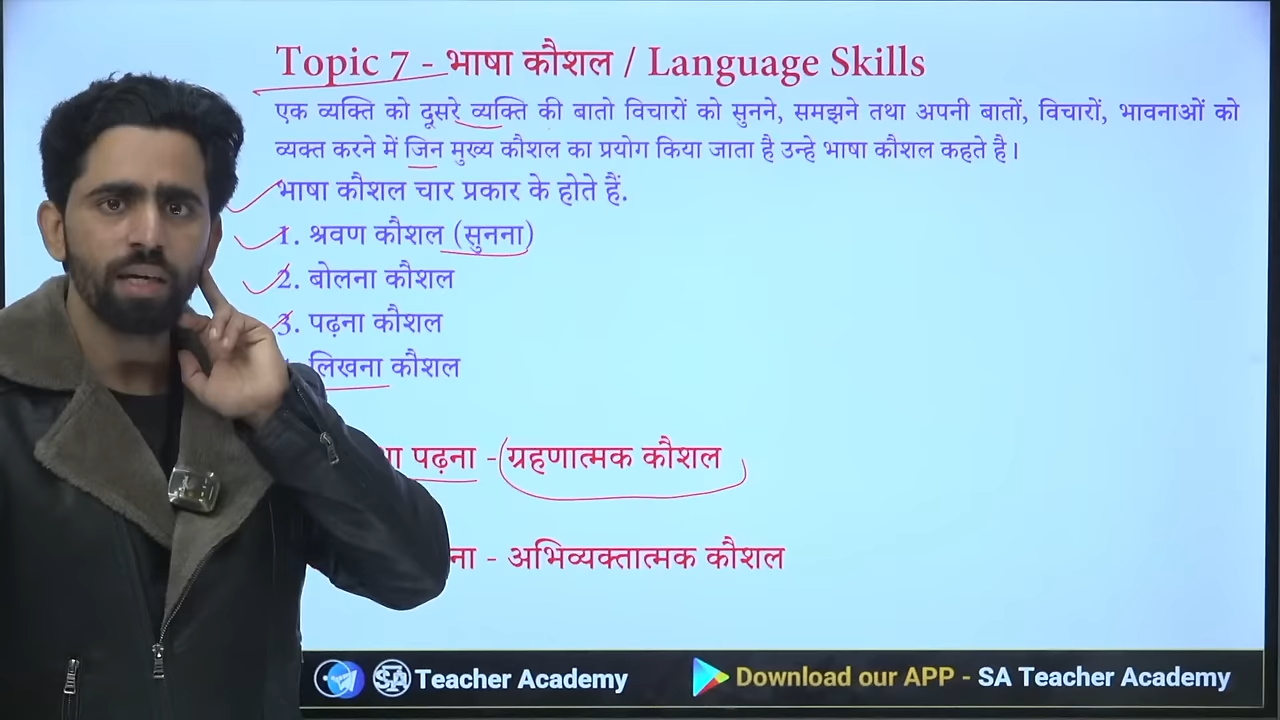 Topic 7 - भाषा कौशल / Language Skills
एक व्यक्ति को दूसरे व्यक्ति की बातो विचारों को सुनने, समझने तथा अपनी बातों, विचारों, भावनाओं को
व्यक्त करने में जिन मुख्य कौशल का प्रयोग किया जाता है उन्हे भाषा कौशल कहते है।
भाषा कौशल चार प्रकार के होते हैं.
1. श्रवण कौशल (सुनना)
2. बोलना कौशल
3. पढ़ना कौशल
लिखना कौशल
पढ़ना - ग्रहणात्मक कौशल
- अभिव्यक्तात्मक कौशल
SA Teacher Academy
Download our APP - SA Teacher Academy